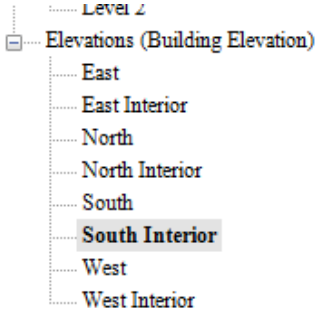 Level 2
Elevations (Building Elevation)
East
East Interior
North
North Interior
South
South Interior
West
West Interior